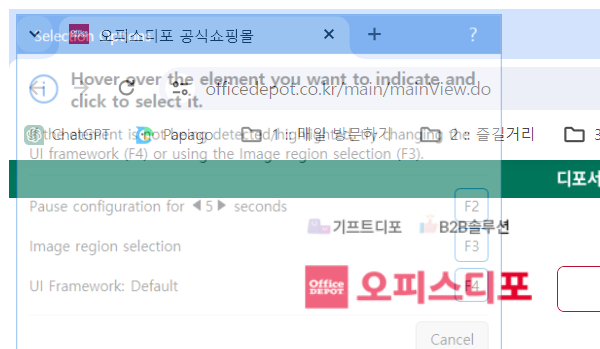 Selection Options
?
오피스디포 공식쇼핑몰
Hover over the element you want to indicate and
click to select it.
officedepot.co.kr/main/mainView.do
ChatGPT
Papago
1 :: 매일 방문하기
2 :: 즐길거리
3
If the element is not being detected/highlighted, try changing the
UI framework (F4) or using the Image region selection (F3).
디포서
Pause configuration for 5 seconds
F2
기프트디포
B2B솔루션
Image region selection
F3
UI Framework: Default
F4
Office
DEPOT
오피스디포
Cancel